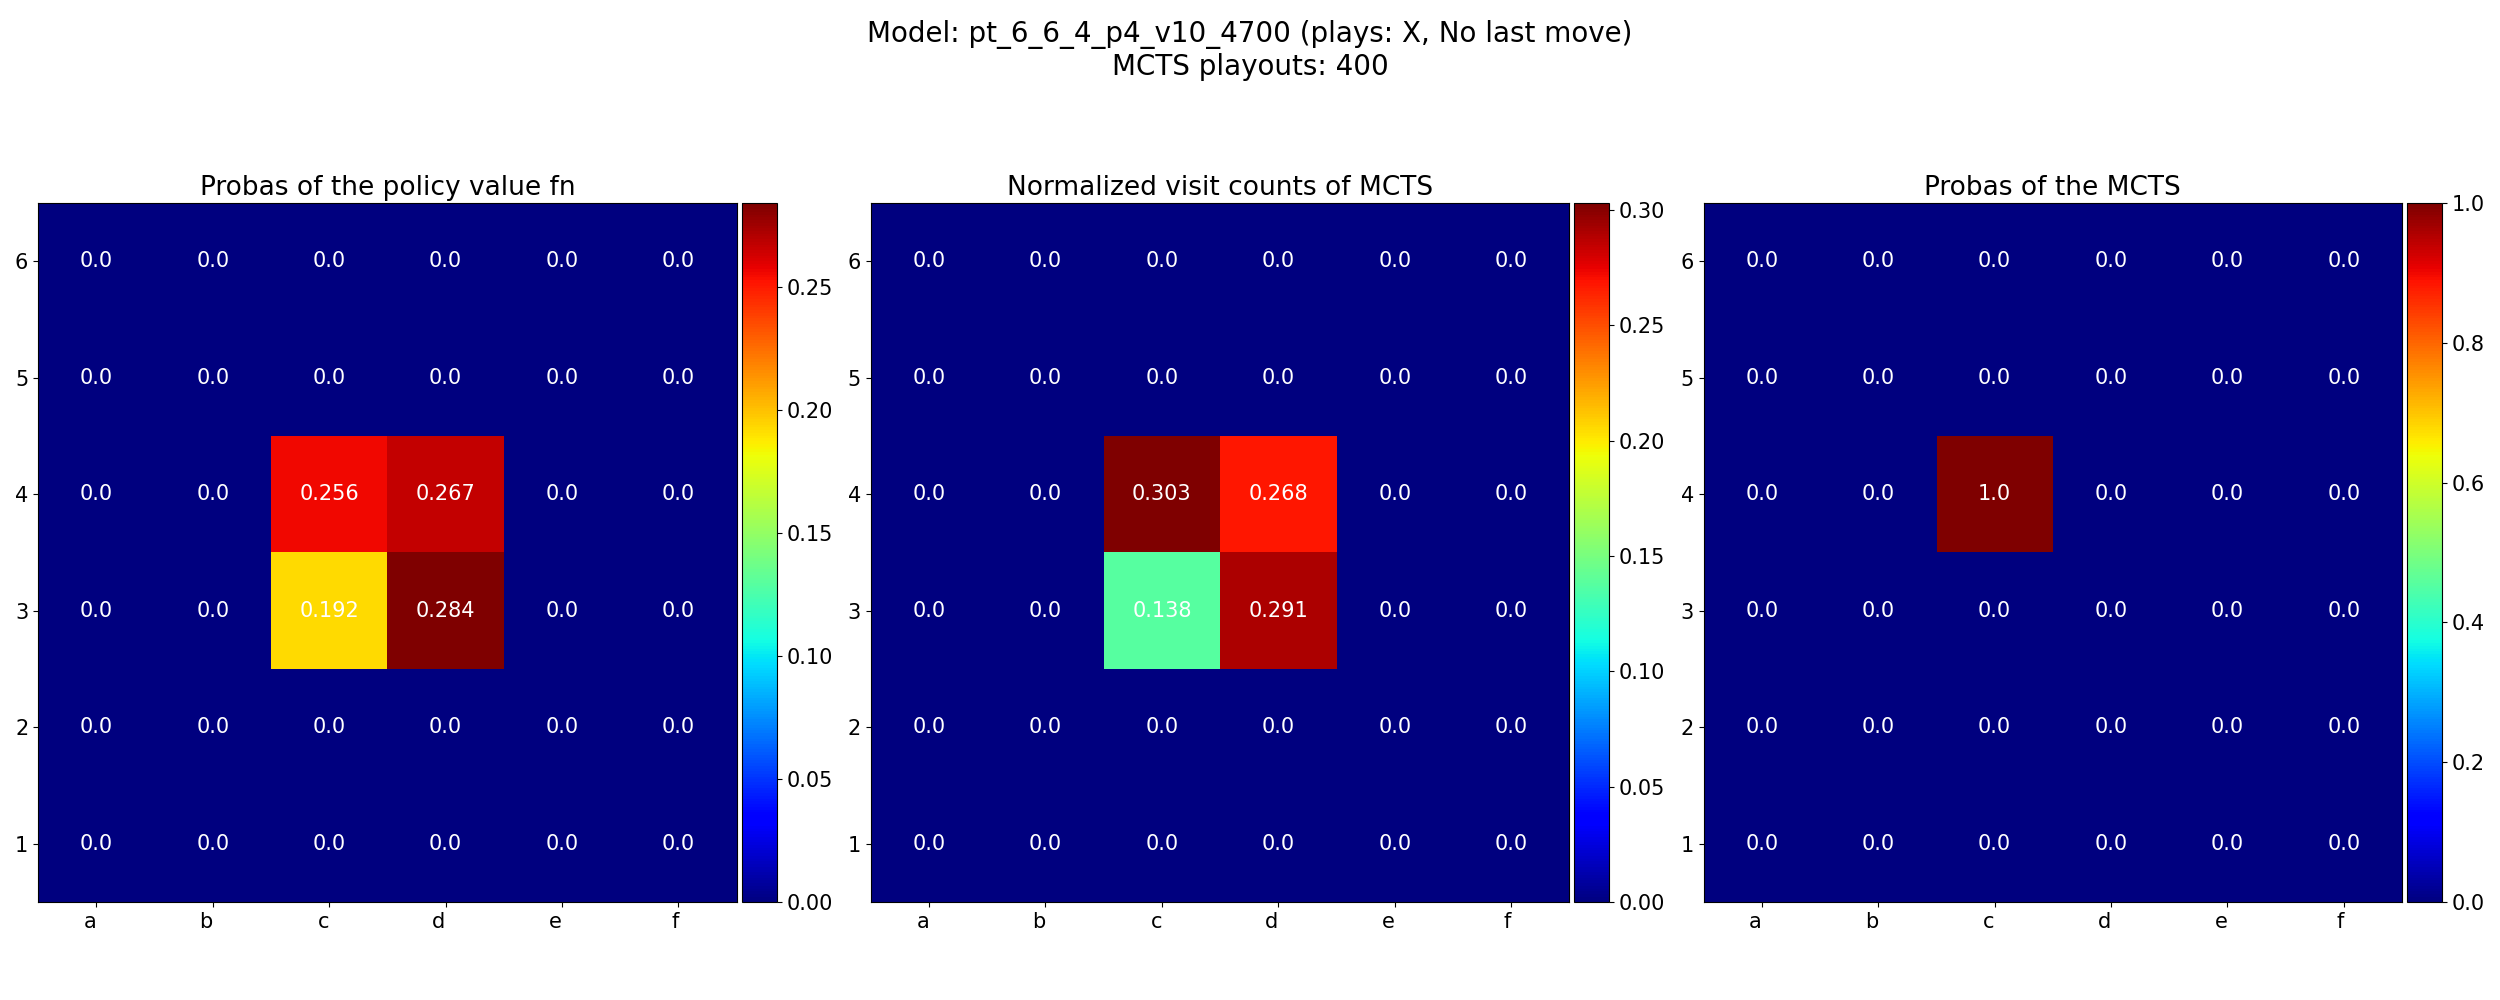 Model: pt_6_6_4_p4_v10_4700 (plays: X, No last move)
MCTS playouts: 400
Probas of the policy value fn
6 0.0 0.0 0.0 0.0 0.0 0.0
5 0.0 0.0 0.0 0.0 0.0 0.0
4 0.0 0.0 0.256 0.267 0.0 0.0
3 0.0 0.0 0.192 0.284 0.0 0.0
2 0.0 0.0 0.0 0.0 0.0 0.0
1 0.0 0.0 0.0 0.0 0.0 0.0
a b c d e f
0.25
0.20
0.15
0.10
0.05
0.00
Normalized visit counts of MCTS
6 0.0 0.0 0.0 0.0 0.0 0.0
5 0.0 0.0 0.0 0.0 0.0 0.0
4 0.0 0.0 0.303 0.268 0.0 0.0
3 0.0 0.0 0.138 0.291 0.0 0.0
2 0.0 0.0 0.0 0.0 0.0 0.0
1 0.0 0.0 0.0 0.0 0.0 0.0
a b c d e f
0.30
0.25
0.20
0.15
0.10
0.05
0.00
Probas of the MCTS
6 0.0 0.0 0.0 0.0 0.0 0.0
5 0.0 0.0 0.0 0.0 0.0 0.0
4 0.0 0.0 1.0 0.0 0.0 0.0
3 0.0 0.0 0.0 0.0 0.0 0.0
2 0.0 0.0 0.0 0.0 0.0 0.0
1 0.0 0.0 0.0 0.0 0.0 0.0
a b c d e f
1.0
0.8
0.6
0.4
0.2
0.0